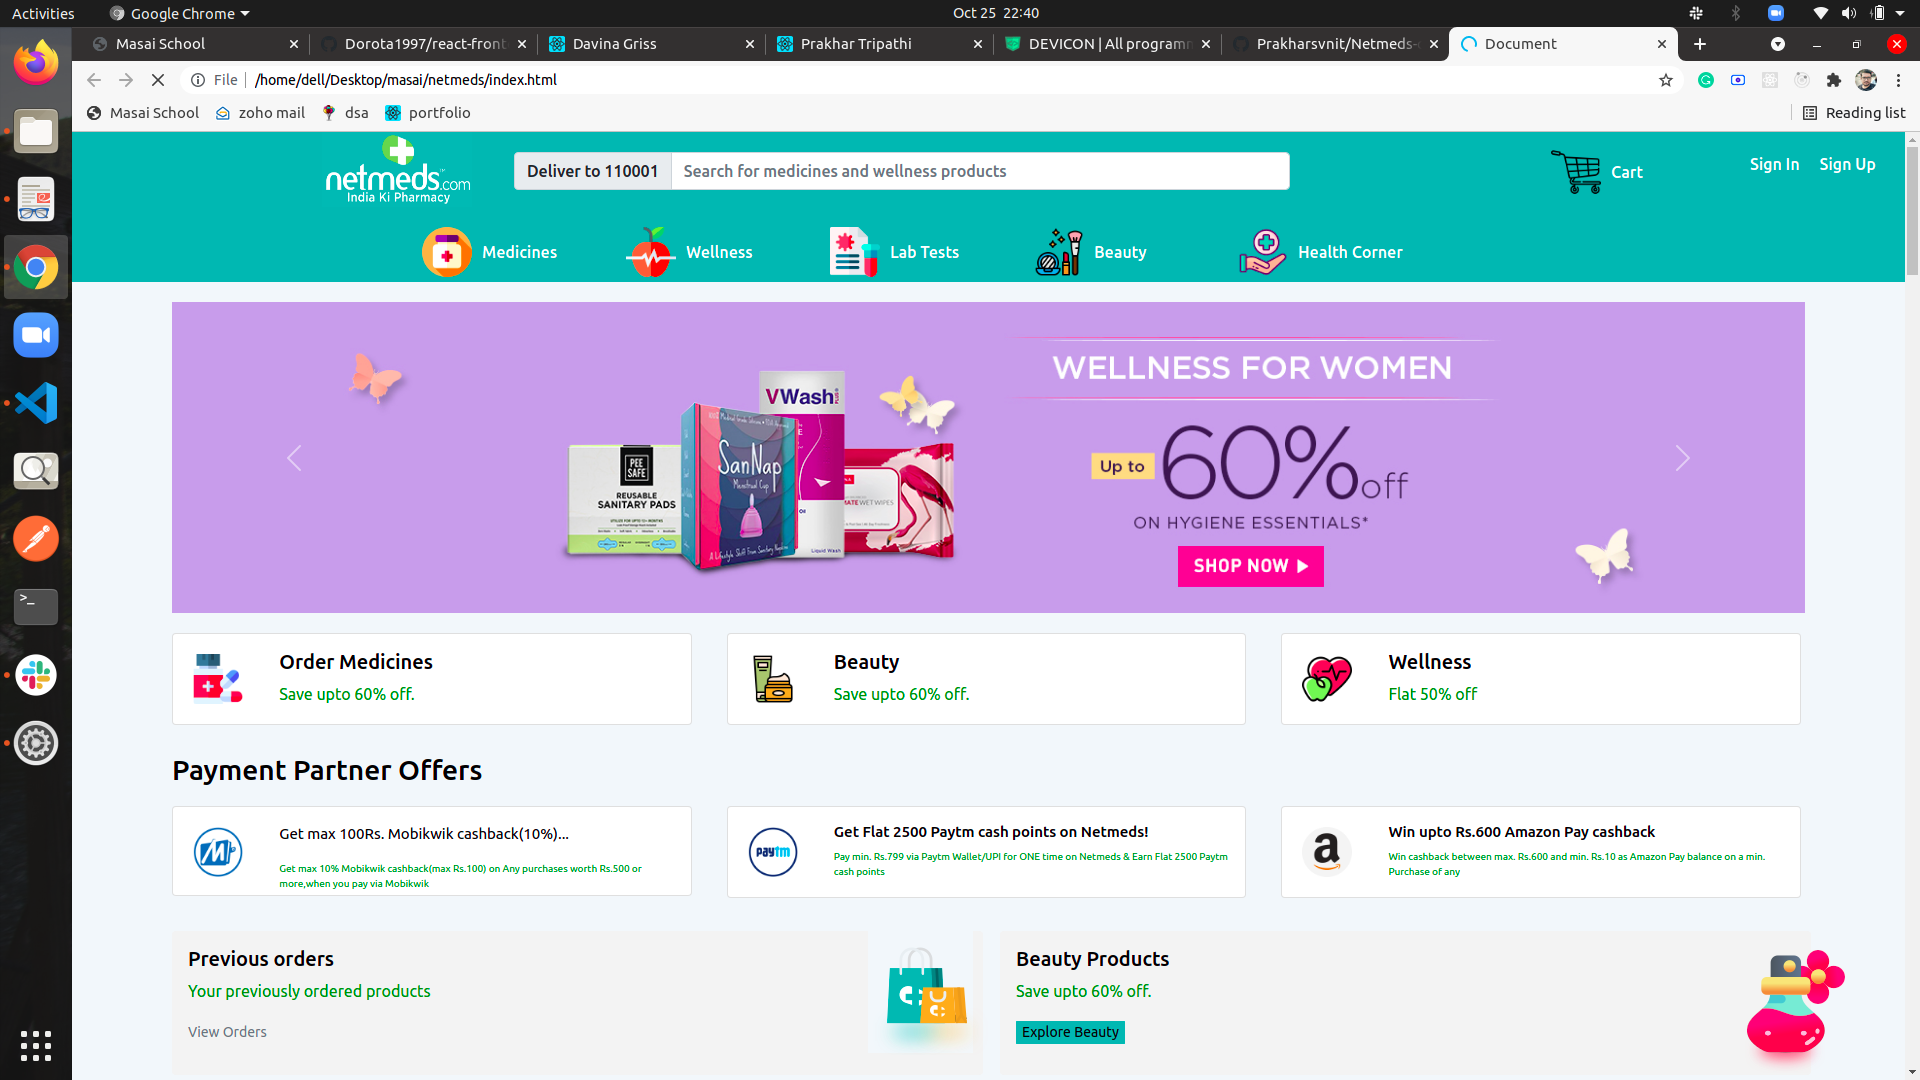 Activities
Google Chrome
Oct 25 22:40
Masai School
Dorota1997/react-front
Davina Griss
Prakhar Tripathi
DEVICON | All programm
Prakharsvnit/Netmeds-
Document
File
/home/dell/Desktop/masai/netmeds/index.html
Masai School
zoho mail
dsa
portfolio
Reading list
netmeds.com
India Ki Pharmacy
Deliver to 110001
Search for medicines and wellness products
Cart
Sign In
Sign Up
Medicines
Wellness
Lab Tests
Beauty
Health Corner
WELLNESS FOR WOMEN
Up to 60% off
ON HYGIENE ESSENTIALS*
SHOP NOW
PEE SAFE
REUSABLE
SANITARY PADS
SanNap
Menstrual Cup
VWash
PLUS
Liquid Wash
Order Medicines
Save upto 60% off.
Beauty
Save upto 60% off.
Wellness
Flat 50% off
Payment Partner Offers
Get max 100Rs. Mobikwik cashback(10%)...
Get max 10% Mobikwik cashback(max Rs.100) on Any purchases worth Rs.500 or
more,when you pay via Mobikwik
paytm
Get Flat 2500 Paytm cash points on Netmeds!
Pay min. Rs.799 via Paytm Wallet/UPI for ONE time on Netmeds & Earn Flat 2500 Paytm
cash points
a
Win upto Rs.600 Amazon Pay cashback
Win cashback between max. Rs.600 and min. Rs.10 as Amazon Pay balance on a min.
Purchase of any
Previous orders
Your previously ordered products
View Orders
Beauty Products
Save upto 60% off.
Explore Beauty